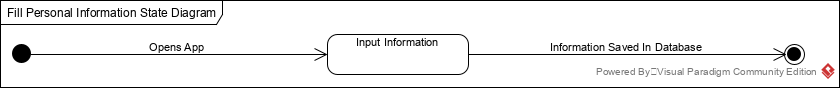 Fill Personal Information State Diagram
Opens App
Input Information
Information Saved In Database
Powered By Visual Paradigm Community Edition